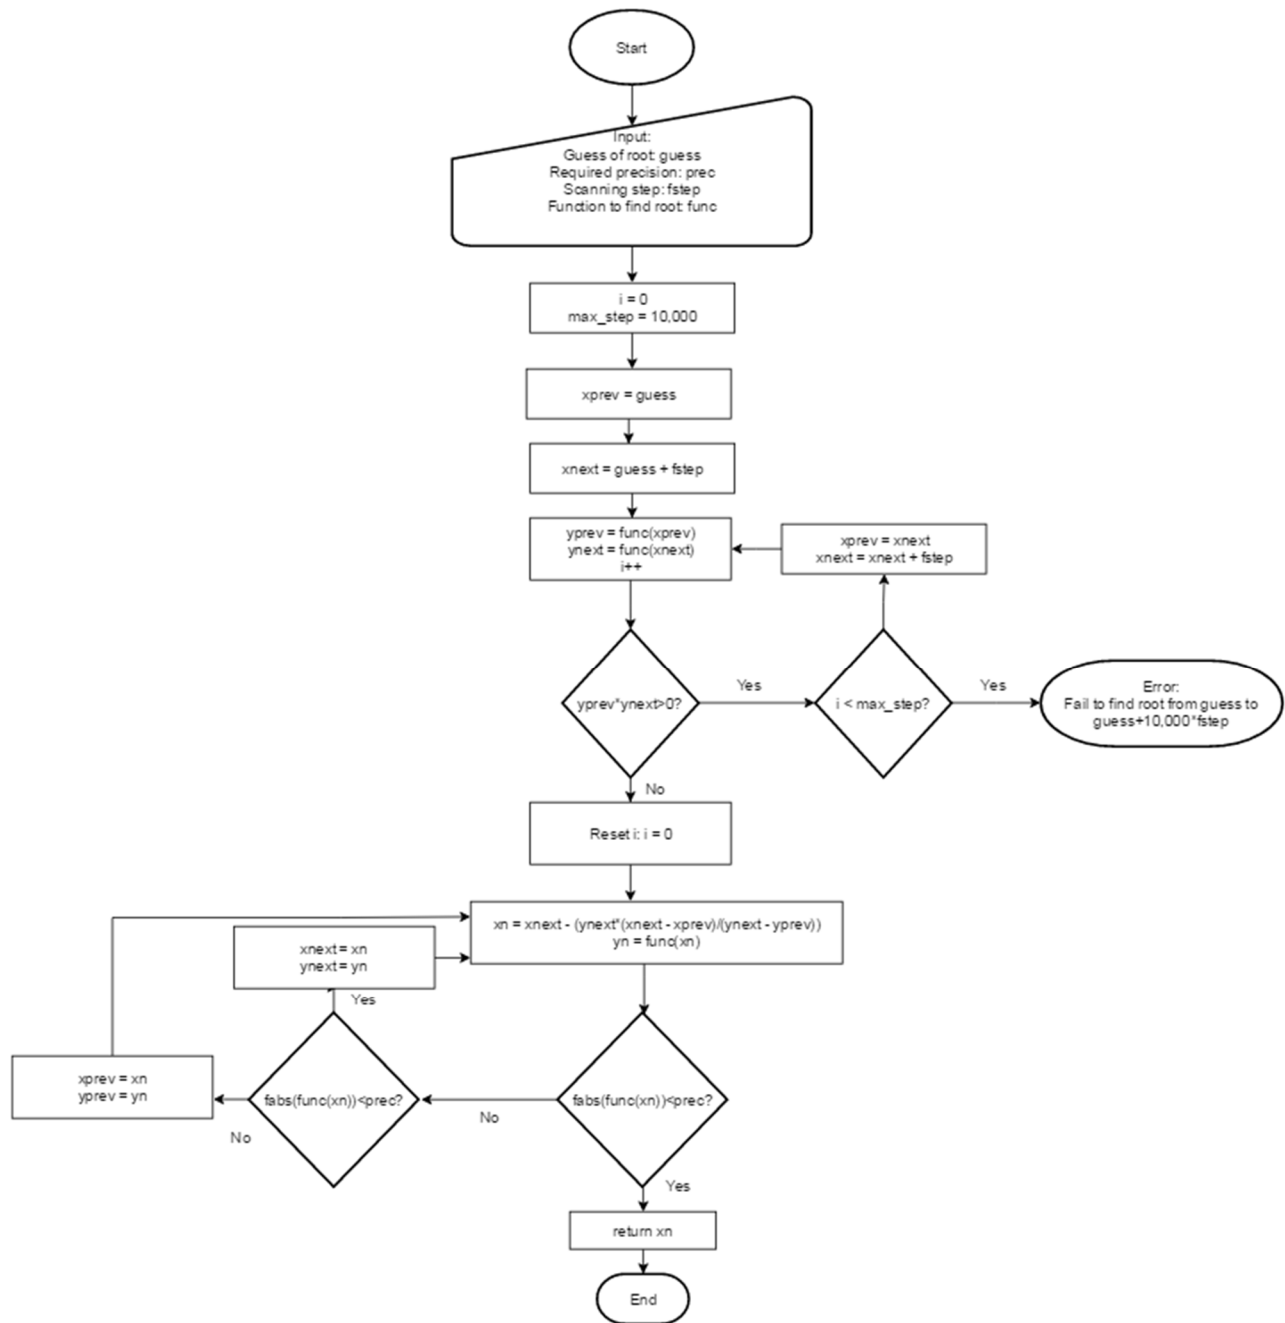 Start
Input:
Guess of root: guess
Required precision: prec
Scanning step: fstep
Function to find root: func
i = 0
max_step = 10,000
xprev = guess
xnext = guess + fstep
yprev = func(xprev)
ynext = func(xnext)
i++
xprev = xnext
xnext = xnext + fstep
yprev*ynext>0?
Yes
i < max_step?
Yes
Error:
Fail to find root from guess to
guess+10,000*fstep
No
Reset i: i = 0
xn = xnext - (ynext*(xnext - xprev)/(ynext - yprev))
yn = func(xn)
xnext = xn
ynext = yn
Yes
xprev = xn
yprev = yn
No
fabs(func(xn))<prec?
No
fabs(func(xn))<prec?
Yes
return xn
End